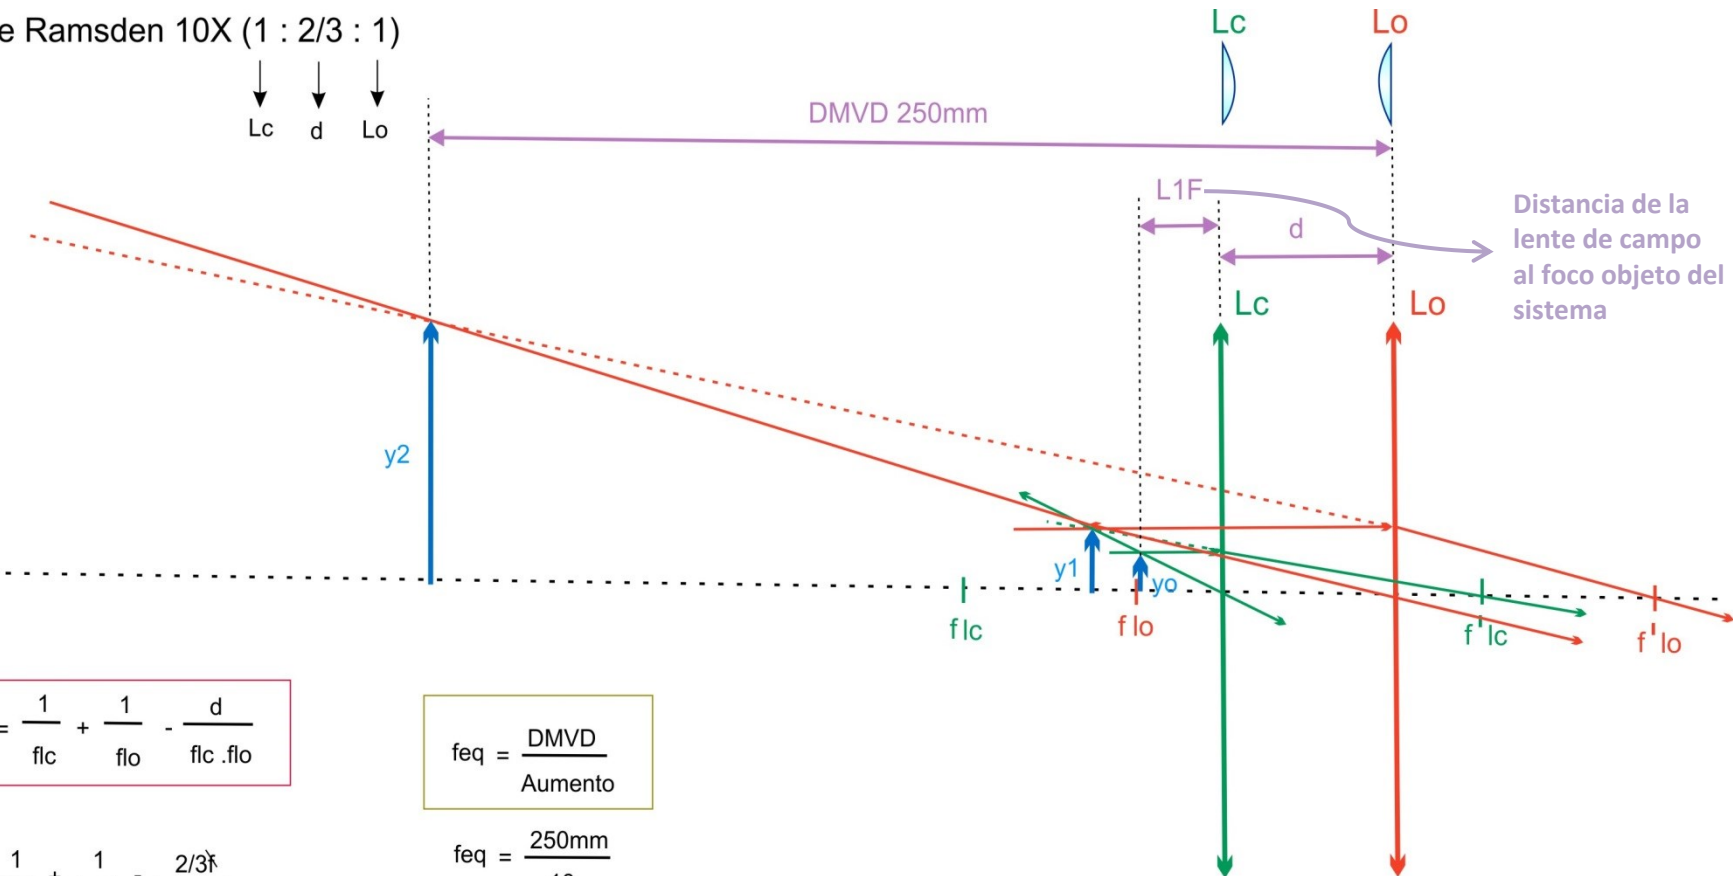 e Ramsden 10X (1 : 2/3 : 1)
Lc d Lo
Lc
Lo
DMVD 250mm
L1F
d
Distancia de la
lente de campo
al foco objeto del
sistema
Lc
Lo
y2
y1
yo
f lc
f lo
f 'lc
f 'lo
= 1/flc + 1/flo - d/flc .flo
feq = DMVD/Aumento
1 + 1 - 2/3f
feq = 250mm